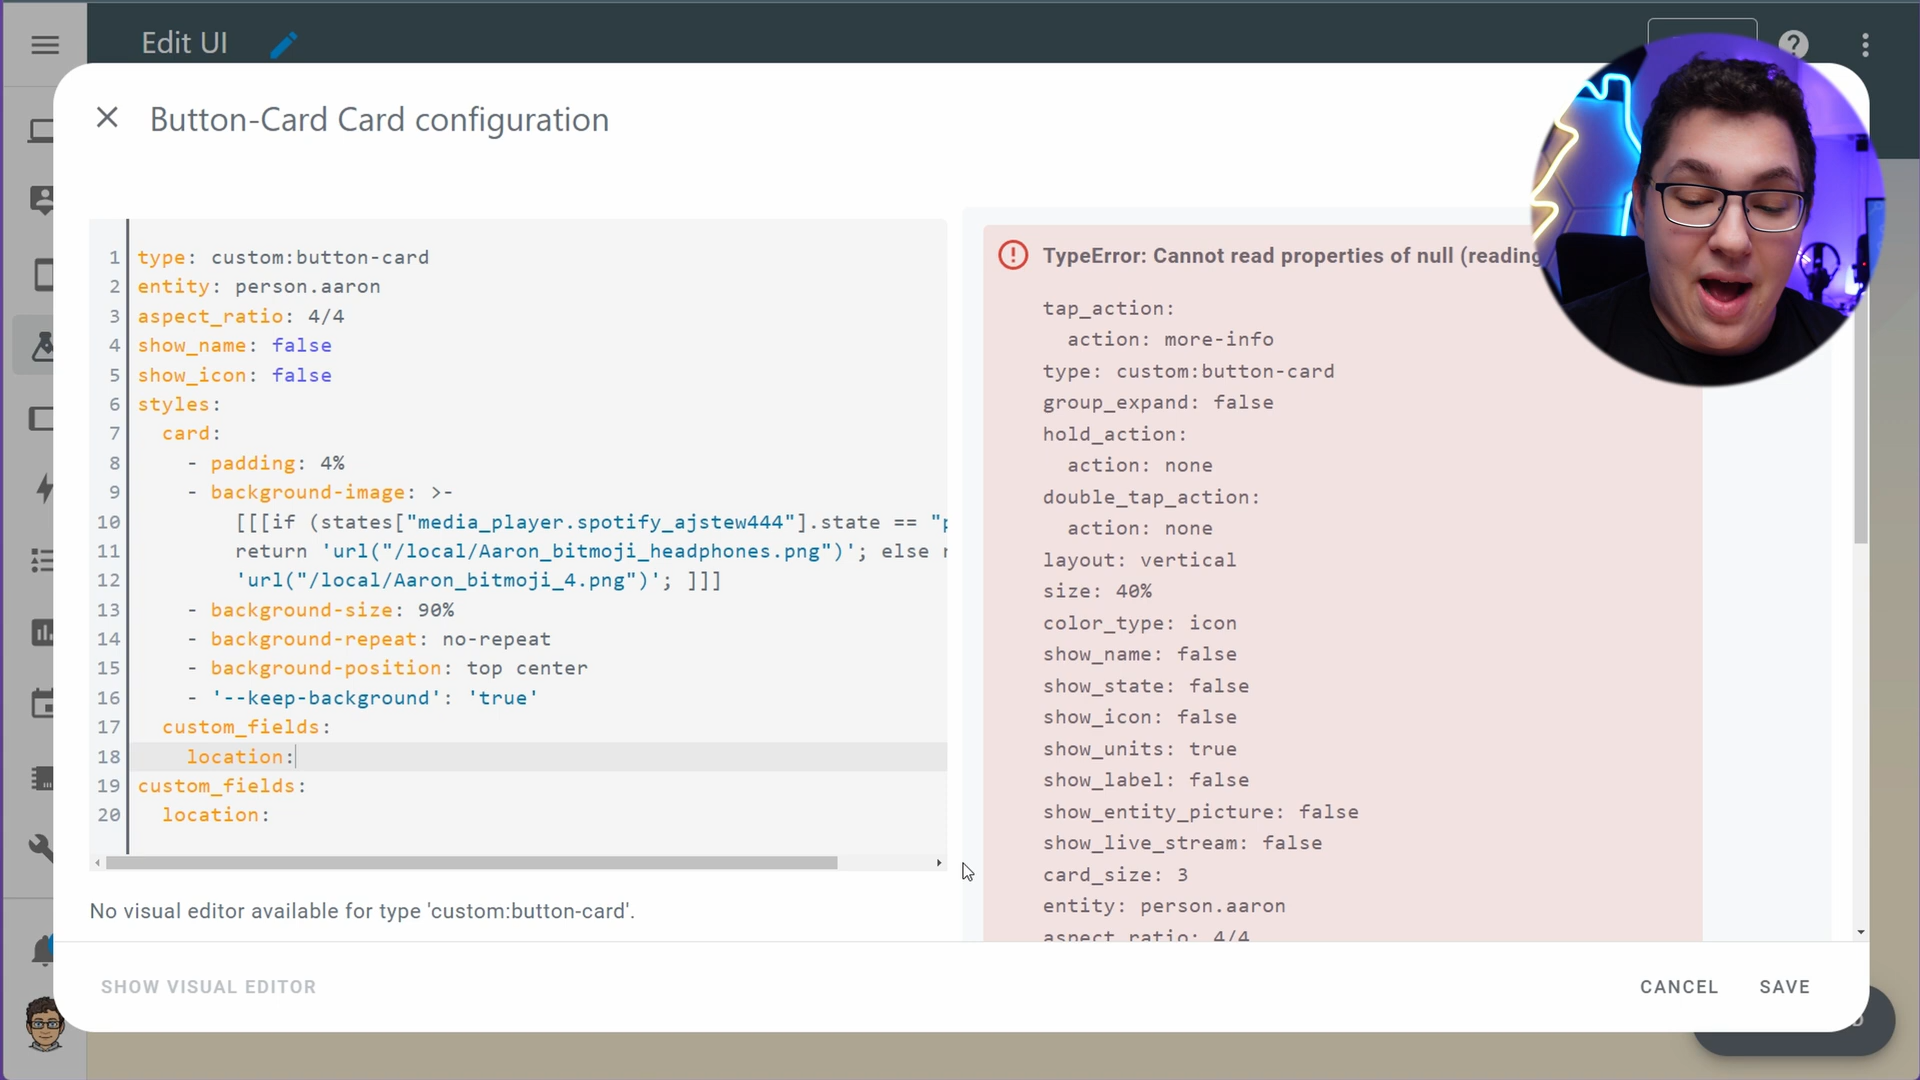 Edit UI
?
Button-Card Card configuration
1 type: custom:button-card
2 entity: person.aaron
3 aspect_ratio: 4/4
4 show_name: false
5 show_icon: false
6 styles:
7 card:
8 - padding: 4%
9 - background-image: >-
10 [[[if (states["media_player.spotify_ajstew444"].state == "p
11 return 'url("/local/Aaron_bitmoji_headphones.png")'; else r
12 'url("/local/Aaron_bitmoji_4.png")'; ]]]
13 - background-size: 90%
14 - background-repeat: no-repeat
15 - background-position: top center
16 - '--keep-background': 'true'
17 custom_fields:
18 location:
19 custom_fields:
20 location:
No visual editor available for type 'custom:button-card'.
TypeError: Cannot read properties of null (reading
tap_action:
action: more-info
type: custom:button-card
group_expand: false
hold_action:
action: none
double_tap_action:
action: none
layout: vertical
size: 40%
color_type: icon
show_name: false
show_state: false
show_icon: false
show_units: true
show_label: false
show_entity_picture: false
show_live_stream: false
card_size: 3
entity: person.aaron
aspect_ratio: 4/4
SHOW VISUAL EDITOR
CANCEL
SAVE